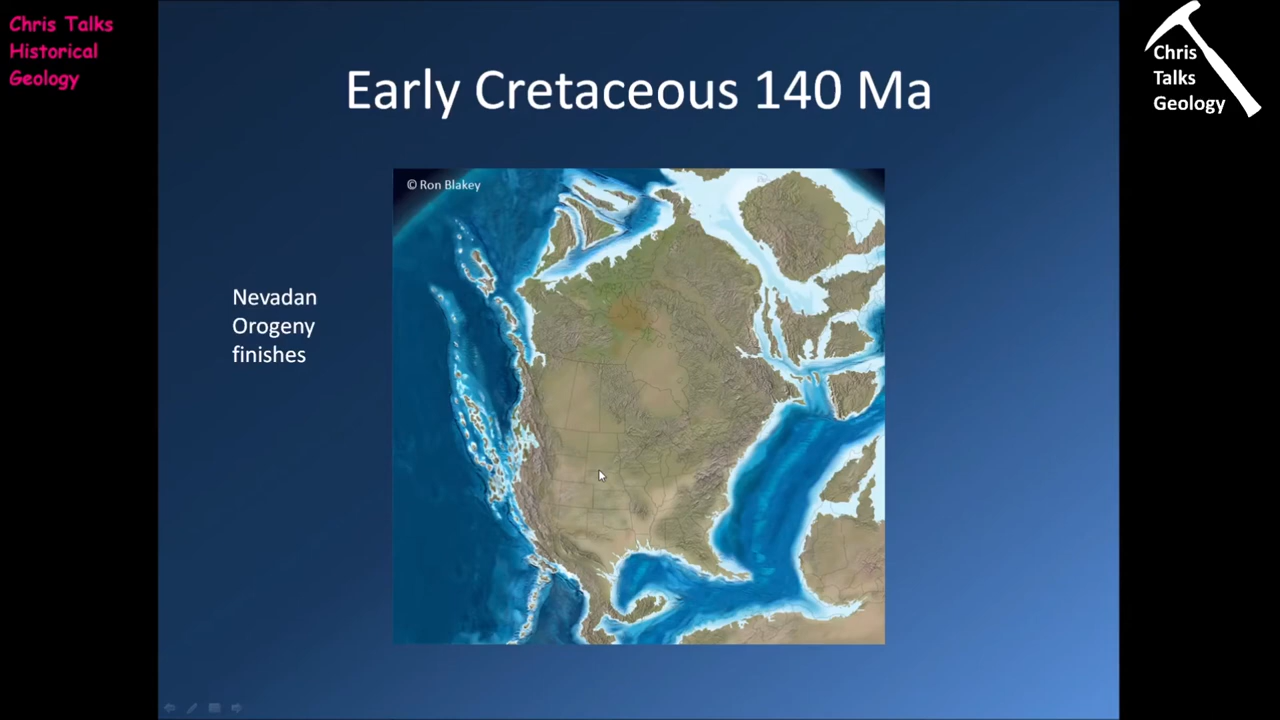 Chris Talks
Historical
Geology
Chris
Talks
Geology
Early Cretaceous 140 Ma
© Ron Blakey
Nevadan
Orogeny
finishes